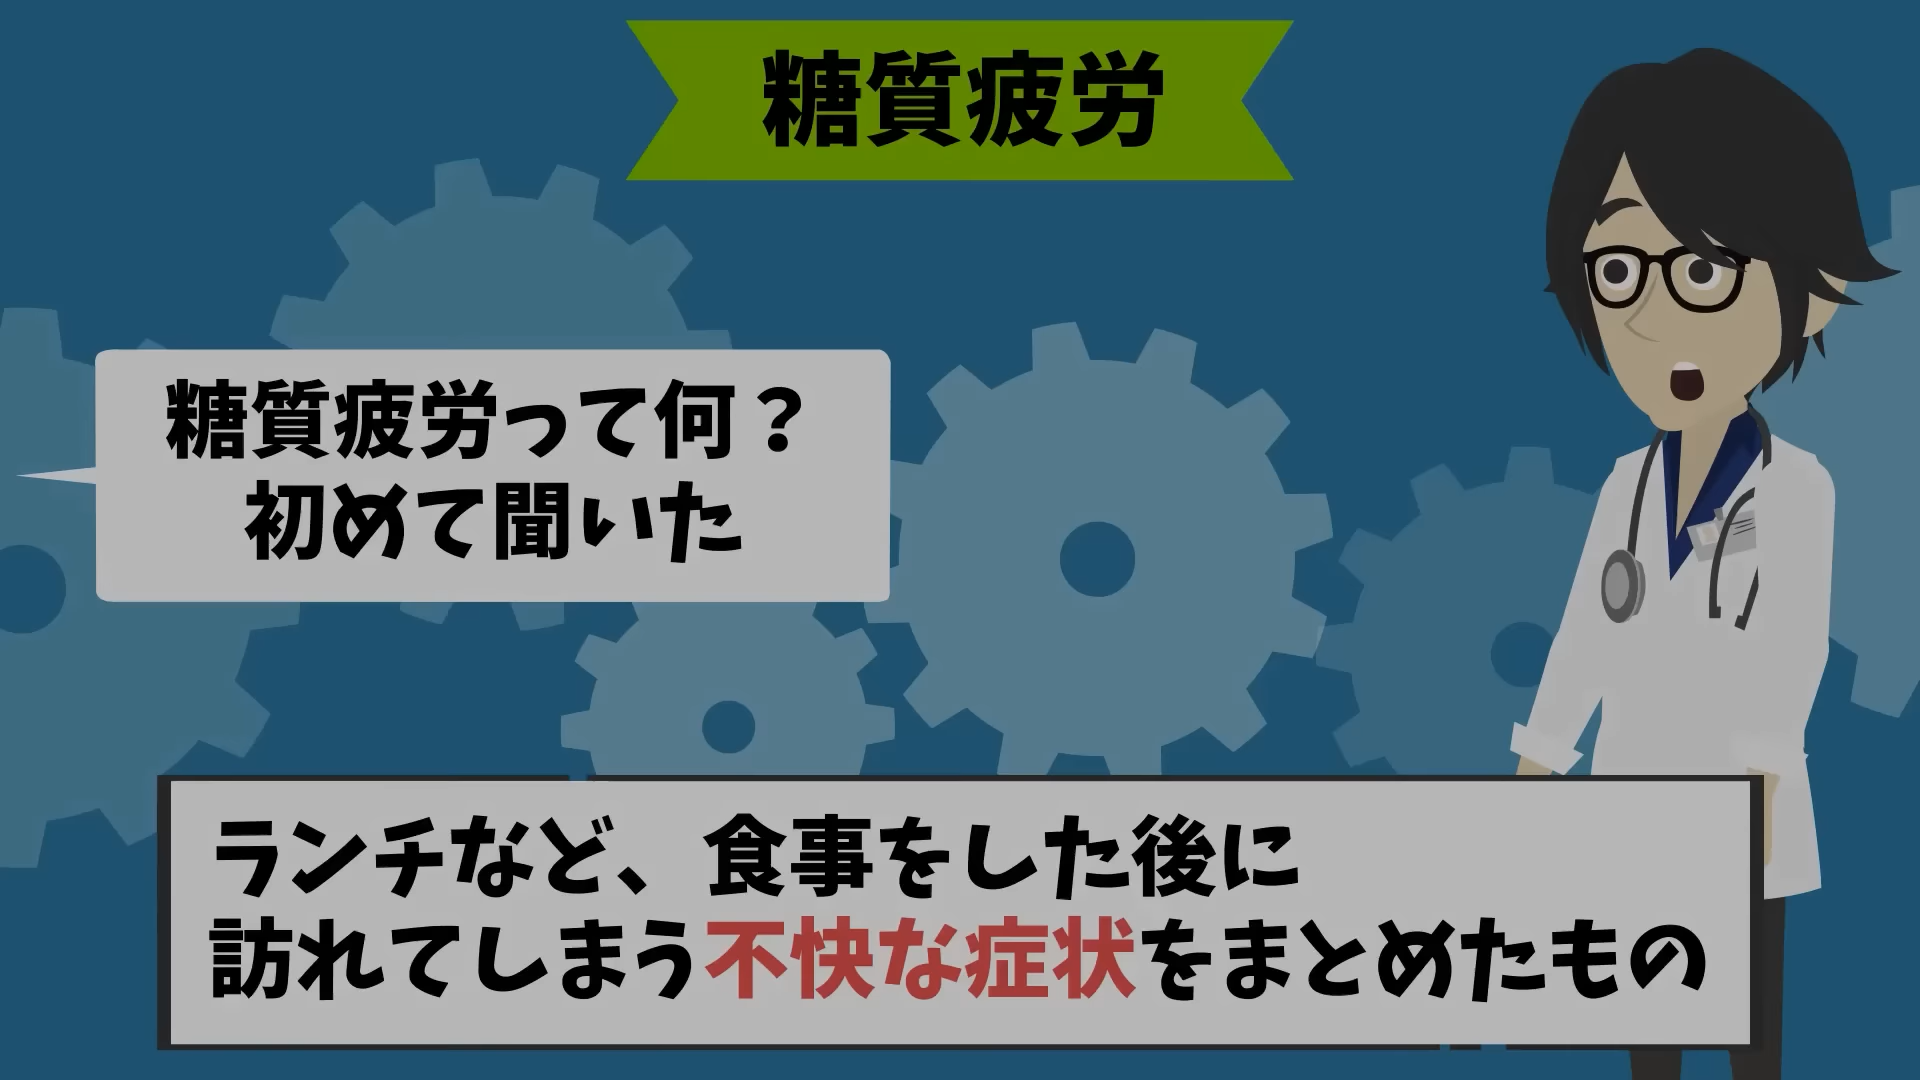 糖質疲労
糖質疲労って何？
初めて聞いた
ランチなど、食事をした後に
訪れてしまう不快な症状をまとめたもの